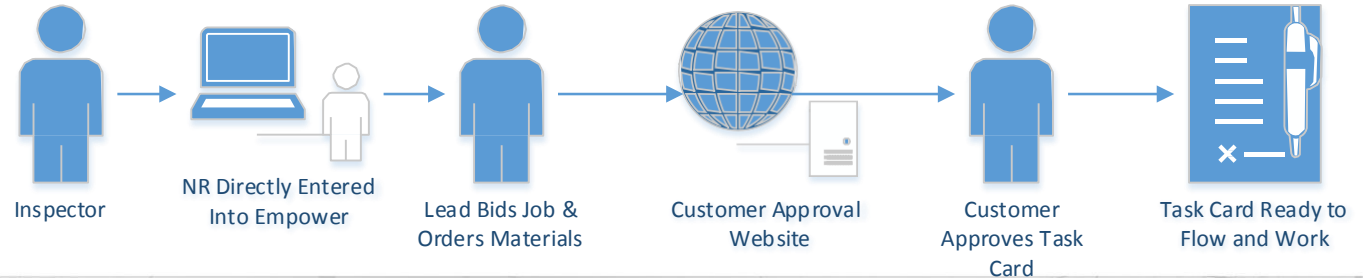 Inspector
NR Directly Entered
Into Empower
Lead Bids Job &
Orders Materials
Customer Approval
Website
Customer
Approves Task
Card
Task Card Ready to
Flow and Work